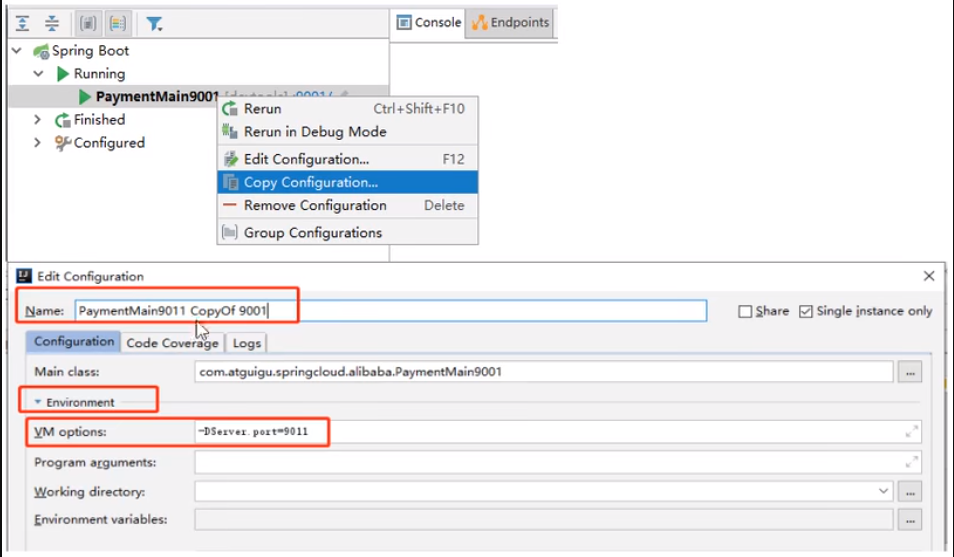 Console Endpoints
Spring Boot
Running
PaymentMain9001 [devtools] :9001/
Rerun Ctrl+Shift+F10
Finished
Rerun in Debug Mode
Configured
Edit Configuration... F12
Copy Configuration...
Remove Configuration Delete
Group Configurations
Edit Configuration
Name: PaymentMain9011 CopyOf 9001 Share Single instance only
Configuration Code Coverage Logs
Main class: com.atguigu.springcloud.alibaba.PaymentMain9001 ...
Environment
VM options: -DServer.port=9011
Program arguments:
Working directory: ...
Environment variables: ...